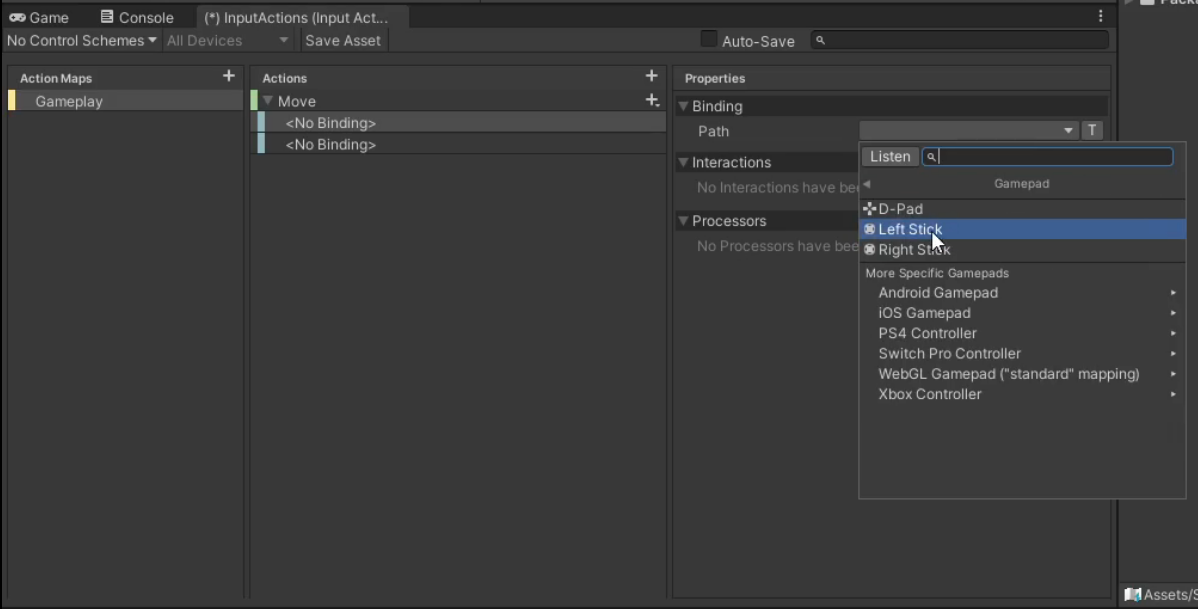 Game Console (*) InputActions (Input Act...
No Control Schemes All Devices Save Asset Auto-Save
Action Maps + Actions + Properties
Gameplay Move + Binding
<No Binding> Path T
<No Binding>
Listen
Interactions
No Interactions have
Gamepad
D-Pad
Processors
Left Stick
No Processors have
Right Stick
More Specific Gamepads
Android Gamepad
iOS Gamepad
PS4 Controller
Switch Pro Controller
WebGL Gamepad ("standard" mapping)
Xbox Controller
Assets/S